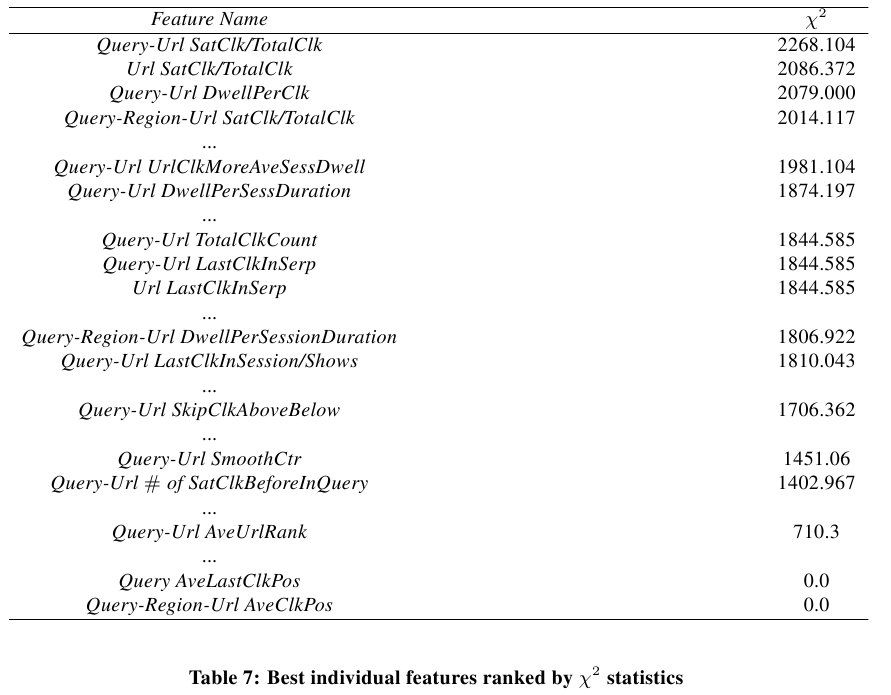 Feature Name χ²
Query-Url SatClk/TotalClk 2268.104
Url SatClk/TotalClk 2086.372
Query-Url DwellPerClk 2079.000
Query-Region-Url SatClk/TotalClk 2014.117
...
Query-Url UrlClkMoreAveSessDwell 1981.104
Query-Url DwellPerSessDuration 1874.197
...
Query-Url TotalClkCount 1844.585
Query-Url LastClkInSerp 1844.585
Url LastClkInSerp 1844.585
...
Query-Region-Url DwellPerSessionDuration 1806.922
Query-Url LastClkInSession/Shows 1810.043
...
Query-Url SkipClkAboveBelow 1706.362
...
Query-Url SmoothCtr 1451.06
Query-Url # of SatClkBeforeInQuery 1402.967
...
Query-Url AveUrlRank 710.3
...
Query AveLastClkPos 0.0
Query-Region-Url AveClkPos 0.0
Table 7: Best individual features ranked by χ² statistics